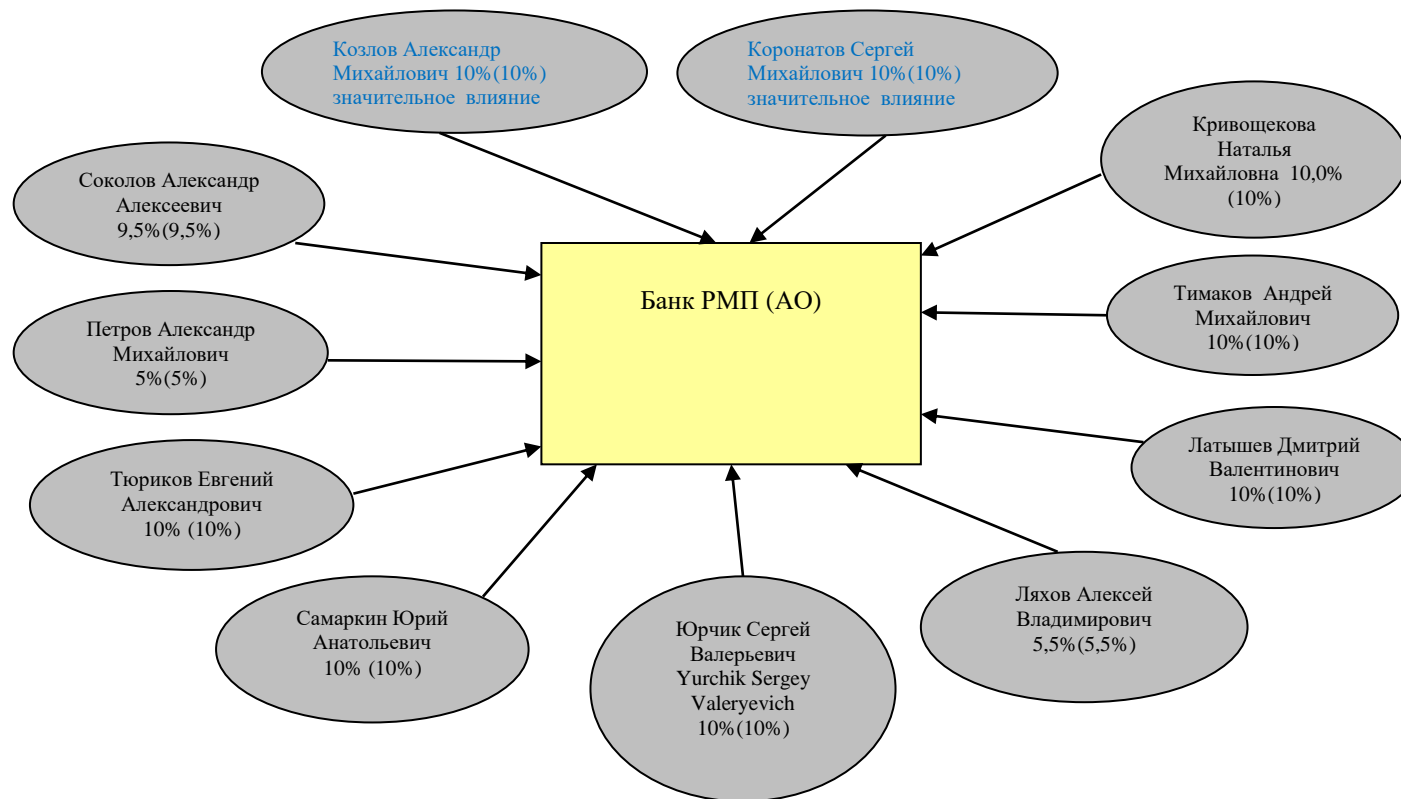 Козлов Александр
Михайлович 10%(10%)
значительное влияние
Коронатов Сергей
Михайлович 10%(10%)
значительное влияние
Кривощекова
Наталья
Михайловна 10,0%
(10%)
Соколов Александр
Алексеевич
9,5%(9,5%)
Банк РМП (АО)
Тимаков Андрей
Михайлович
10%(10%)
Петров Александр
Михайлович
5%(5%)
Латышев Дмитрий
Валентинович
10%(10%)
Тюриков Евгений
Александрович
10% (10%)
Самаркин Юрий
Анатольевич
10% (10%)
Юрчик Сергей
Валерьевич
Yurchik Sergey
Valeryevich
10%(10%)
Ляхов Алексей
Владимирович
5,5%(5,5%)